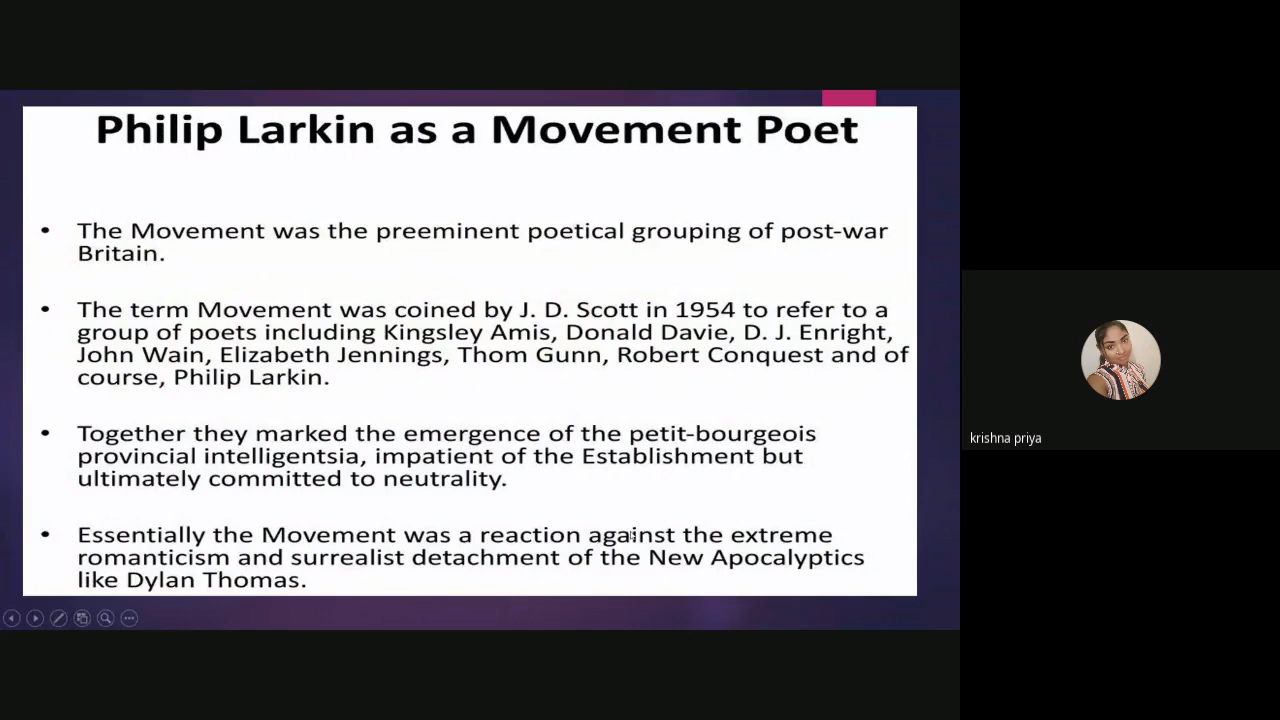 Philip Larkin as a Movement Poet
• The Movement was the preeminent poetical grouping of post-war
Britain.
• The term Movement was coined by J. D. Scott in 1954 to refer to a
group of poets including Kingsley Amis, Donald Davie, D. J. Enright,
John Wain, Elizabeth Jennings, Thom Gunn, Robert Conquest and of
course, Philip Larkin.
• Together they marked the emergence of the petit-bourgeois
provincial intelligentsia, impatient of the Establishment but
ultimately committed to neutrality.
• Essentially the Movement was a reaction against the extreme
romanticism and surrealist detachment of the New Apocalyptics
like Dylan Thomas.
krishna priya